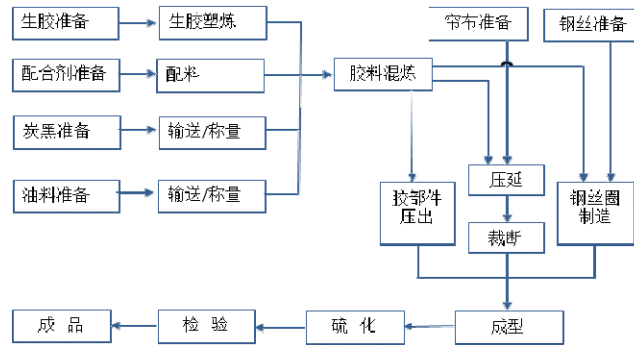 生胶准备
生胶塑炼
帘布准备
钢丝准备
配合剂准备
配料
胶料混炼
炭黑准备
输送/称量
油料准备
输送/称量
胶部件
压出
压延
裁断
钢丝圈
制造
成 品
检 验
硫 化
成型